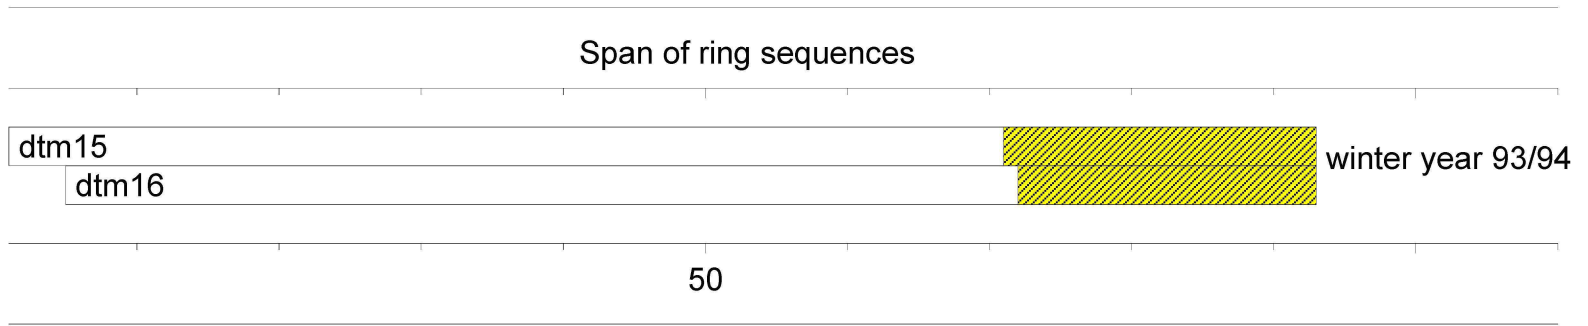 Span of ring sequences
dtm15
winter year 93/94
dtm16
50